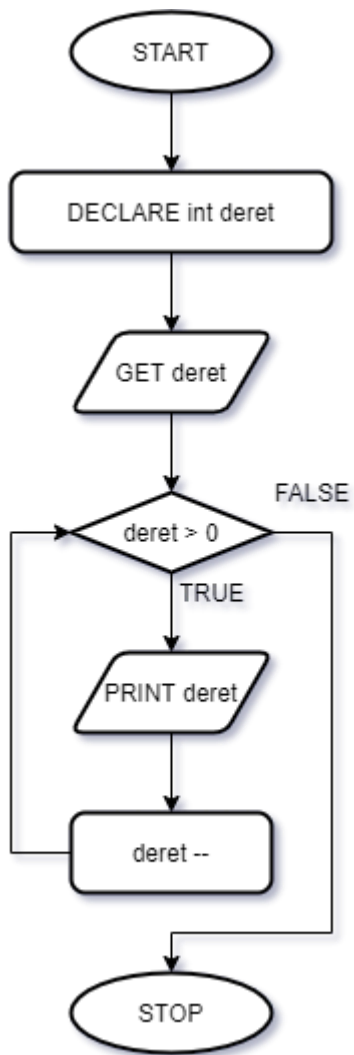 START
DECLARE int deret
GET deret
FALSE
deret > 0
TRUE
PRINT deret
deret --
STOP